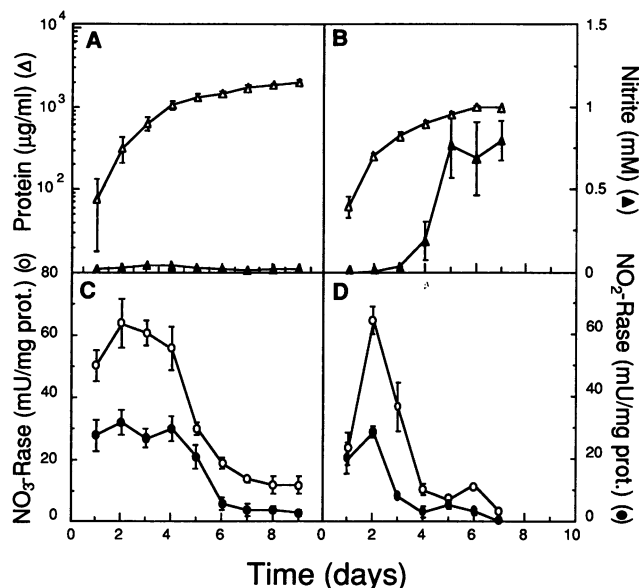 A
B
10⁴
10³
10²
Protein (µg/ml) (△)
1.5
1
0.5
0
Nitrite (mM) (▲)
C
D
80
60
40
20
0
NO₃-Rase (mU/mg prot.) (○)
60
40
20
0
NO₂-Rase (mU/mg prot.) (●)
0 2 4 6 8 0 2 4 6 8 10
Time (days)